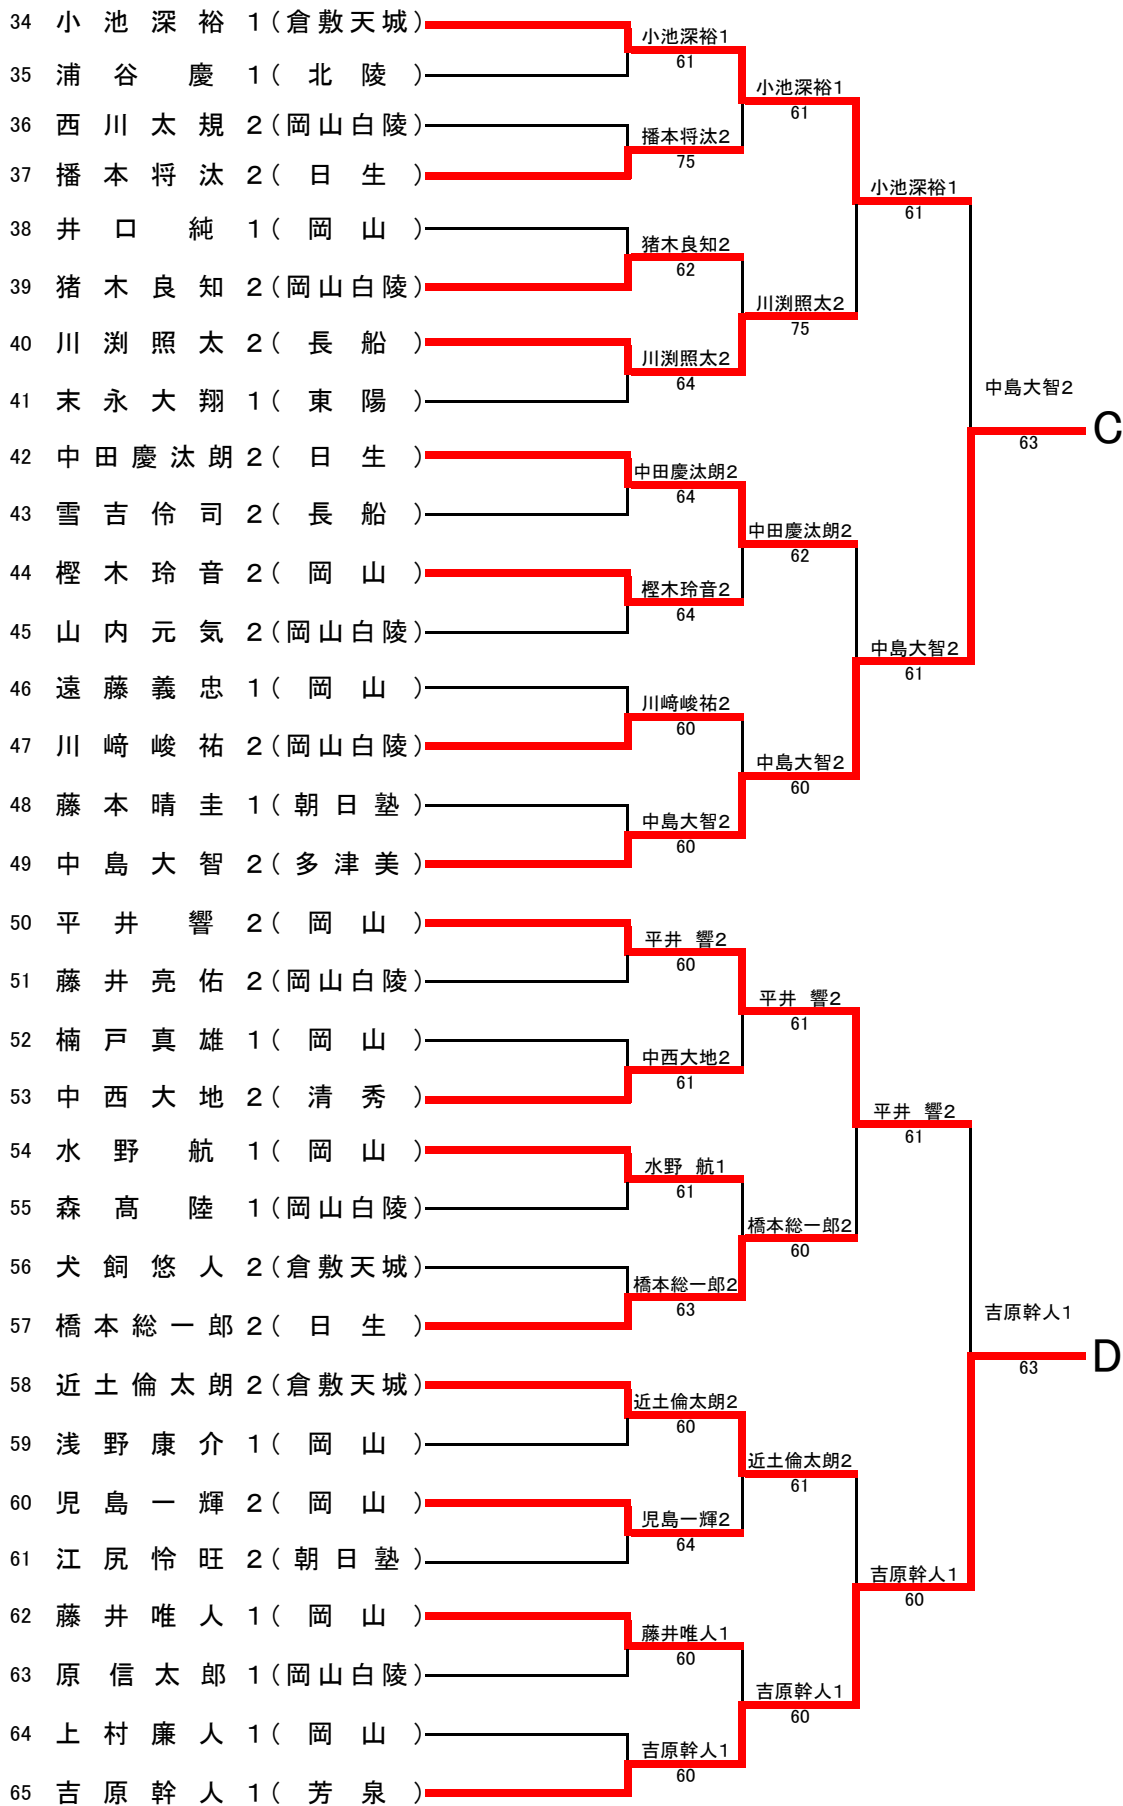 34 小池深裕 1(倉敷天城)
小池深裕1
61
35 浦谷慶 1(北陵)
小池深裕1
61
36 西川太規 2(岡山白陵)
播本将汰2
75
37 播本将汰 2(日生)
小池深裕1
61
38 井口純 1(岡山)
猪木良知2
62
39 猪木良知 2(岡山白陵)
川渕照太2
75
40 川渕照太 2(長船)
川渕照太2
64
41 末永大翔 1(東陽)
中島大智2
63
C
42 中田慶汰朗 2(日生)
中田慶汰朗2
64
43 雪吉伶司 2(長船)
中田慶汰朗2
62
44 樫木玲音 2(岡山)
樫木玲音2
64
45 山内元気 2(岡山白陵)
中島大智2
61
46 遠藤義忠 1(岡山)
川﨑峻祐2
60
47 川﨑峻祐 2(岡山白陵)
中島大智2
60
48 藤本晴圭 1(朝日塾)
中島大智2
60
49 中島大智 2(多津美)
50 平井響 2(岡山)
平井 響2
60
51 藤井亮佑 2(岡山白陵)
平井 響2
61
52 楠戸真雄 1(岡山)
中西大地2
61
53 中西大地 2(清秀)
平井 響2
61
54 水野航 1(岡山)
水野 航1
61
55 森髙陸 1(岡山白陵)
橋本総一郎2
60
56 犬飼悠人 2(倉敷天城)
橋本総一郎2
63
57 橋本総一郎 2(日生)
吉原幹人1
63
D
58 近土倫太朗 2(倉敷天城)
近土倫太朗2
60
59 浅野康介 1(岡山)
近土倫太朗2
61
60 児島一輝 2(岡山)
児島一輝2
64
61 江尻怜旺 2(朝日塾)
吉原幹人1
60
62 藤井唯人 1(岡山)
藤井唯人1
60
63 原信太郎 1(岡山白陵)
吉原幹人1
60
64 上村廉人 1(岡山)
吉原幹人1
60
65 吉原幹人 1(芳泉)